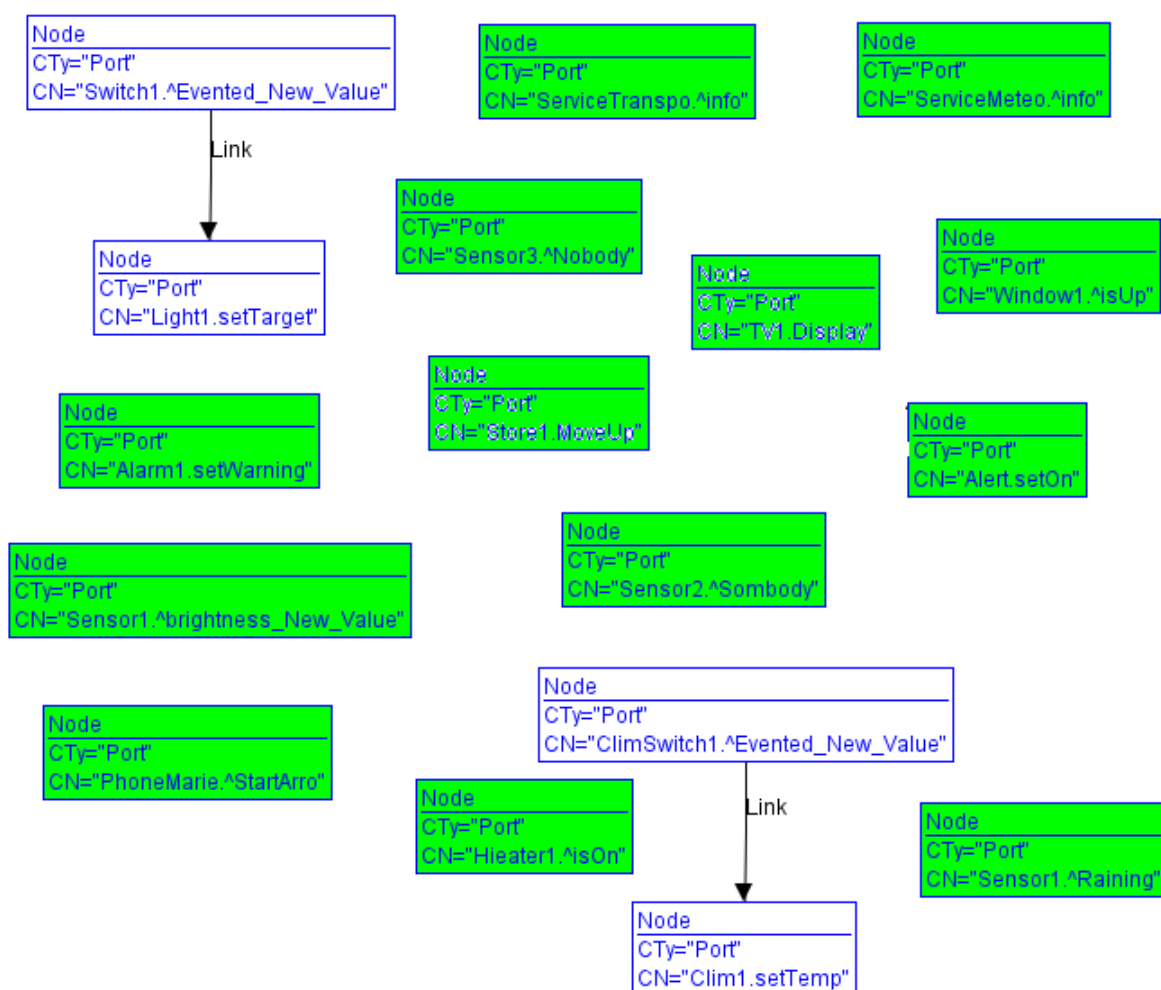 Node
CTy="Port"
CN="Switch1.^Evented_New_Value"
Node
CTy="Port"
CN="ServiceTranspo.^info"
Node
CTy="Port"
CN="ServiceMeteo.^info"
Link
Node
CTy="Port"
CN="Sensor3.^Nobody"
Node
CTy="Port"
CN="Window1.^isUp"
Node
CTy="Port"
CN="Light1.setTarget"
Node
CTy="Port"
CN="TV1.Display"
Node
CTy="Port"
CN="Store1.MoveUp"
Node
CTy="Port"
CN="Alarm1.setWarning"
Node
CTy="Port"
CN="Alert.setOn"
Node
CTy="Port"
CN="Sensor2.^Sombody"
Node
CTy="Port"
CN="Sensor1.^brightness_New_Value"
Node
CTy="Port"
CN="ClimSwitch1.^Evented_New_Value"
Node
CTy="Port"
CN="PhoneMarie.^StartArro"
Node
CTy="Port"
CN="Hieater1.^isOn"
Link
Node
CTy="Port"
CN="Sensor1.^Raining"
Node
CTy="Port"
CN="Clim1.setTemp"